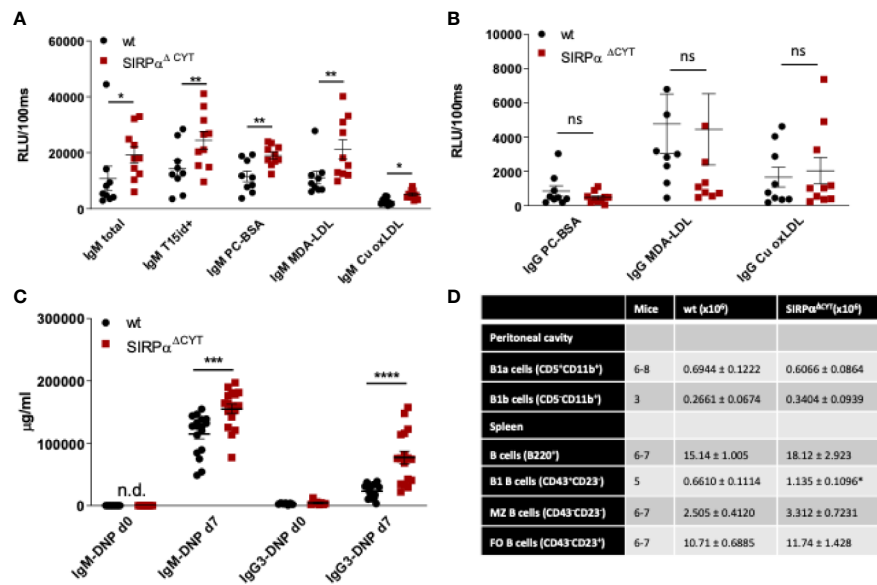 A
wt
SIRPα Δ CYT
RLU/100ms
60000
40000
20000
0
*
**
**
**
*
IgM total
IgM T15id+
IgM PC-BSA
IgM MDA-LDL
IgM Cu oxLDL
B
wt
SIRPα Δ CYT
RLU/100ms
10000
8000
6000
4000
2000
0
ns
ns
ns
IgG PC-BSA
IgG MDA-LDL
IgG Cu oxLDL
C
wt
SIRPα ΔCYT
µg/ml
300000
200000
100000
0
n.d.
***
****
IgM-DNP d0
IgM-DNP d7
IgG3-DNP d0
IgG3-DNP d7
D
Mice wt (x10⁶) SIRPα^ΔCYT(x10⁶)
Peritoneal cavity
B1a cells (CD5⁺CD11b⁺) 6-8 0.6944 ± 0.1222 0.6066 ± 0.0864
B1b cells (CD5⁻CD11b⁺) 3 0.2661 ± 0.0674 0.3404 ± 0.0939
Spleen
B cells (B220⁺) 6-7 15.14 ± 1.005 18.12 ± 2.923
B1 B cells (CD43⁺CD23⁻) 5 0.6610 ± 0.1114 1.135 ± 0.1096*
MZ B cells (CD43⁻CD23⁻) 6-7 2.505 ± 0.4120 3.312 ± 0.7231
FO B cells (CD43⁻CD23⁺) 6-7 10.71 ± 0.6885 11.74 ± 1.428